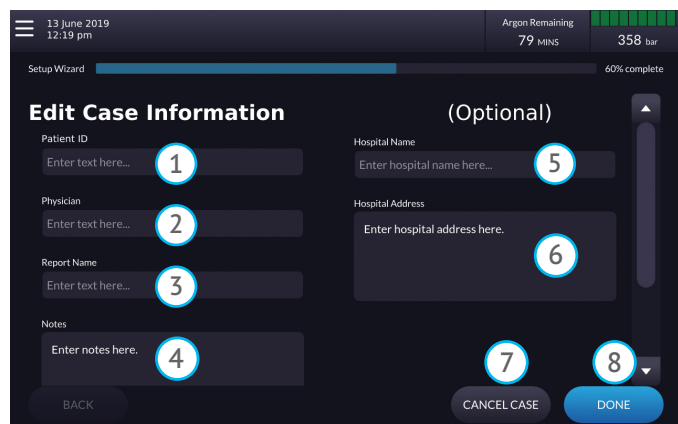 13 June 2019
12:19 pm
Argon Remaining
79 MINS
358 bar
Setup Wizard
60% complete
Edit Case Information
(Optional)
Patient ID
Enter text here...
1
Physician
Enter text here...
2
Report Name
Enter text here...
3
Notes
Enter notes here.
4
Hospital Name
Enter hospital name here...
5
Hospital Address
Enter hospital address here.
6
7
8
BACK
CANCEL CASE
DONE